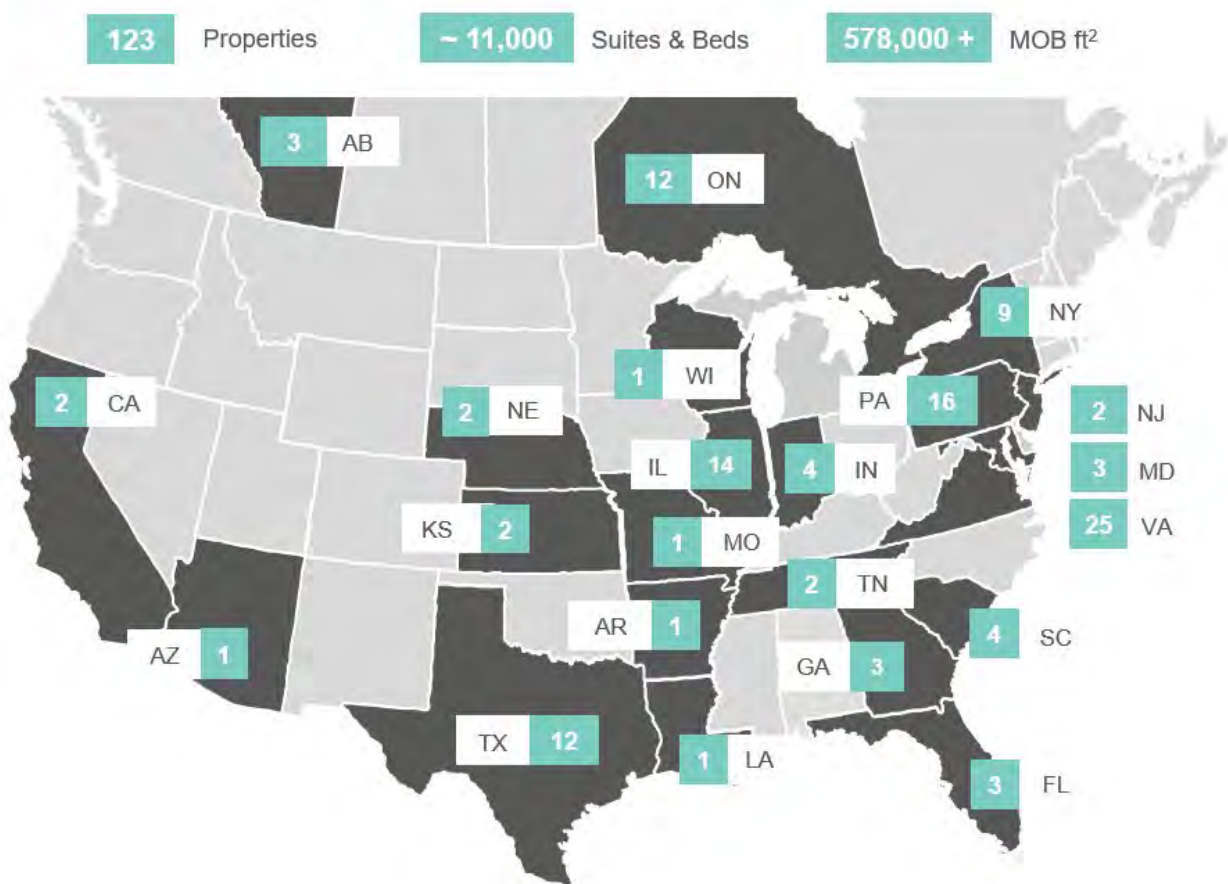 123 Properties ~ 11,000 Suites & Beds 578,000 + MOB ft²
3 AB
12 ON
9 NY
1 WI
2 CA
2 NE
PA 16
2 NJ
IL 14
4 IN
3 MD
KS 2
1 MO
25 VA
2 TN
AR 1
4 SC
AZ 1
GA 3
TX 12
1 LA
3 FL